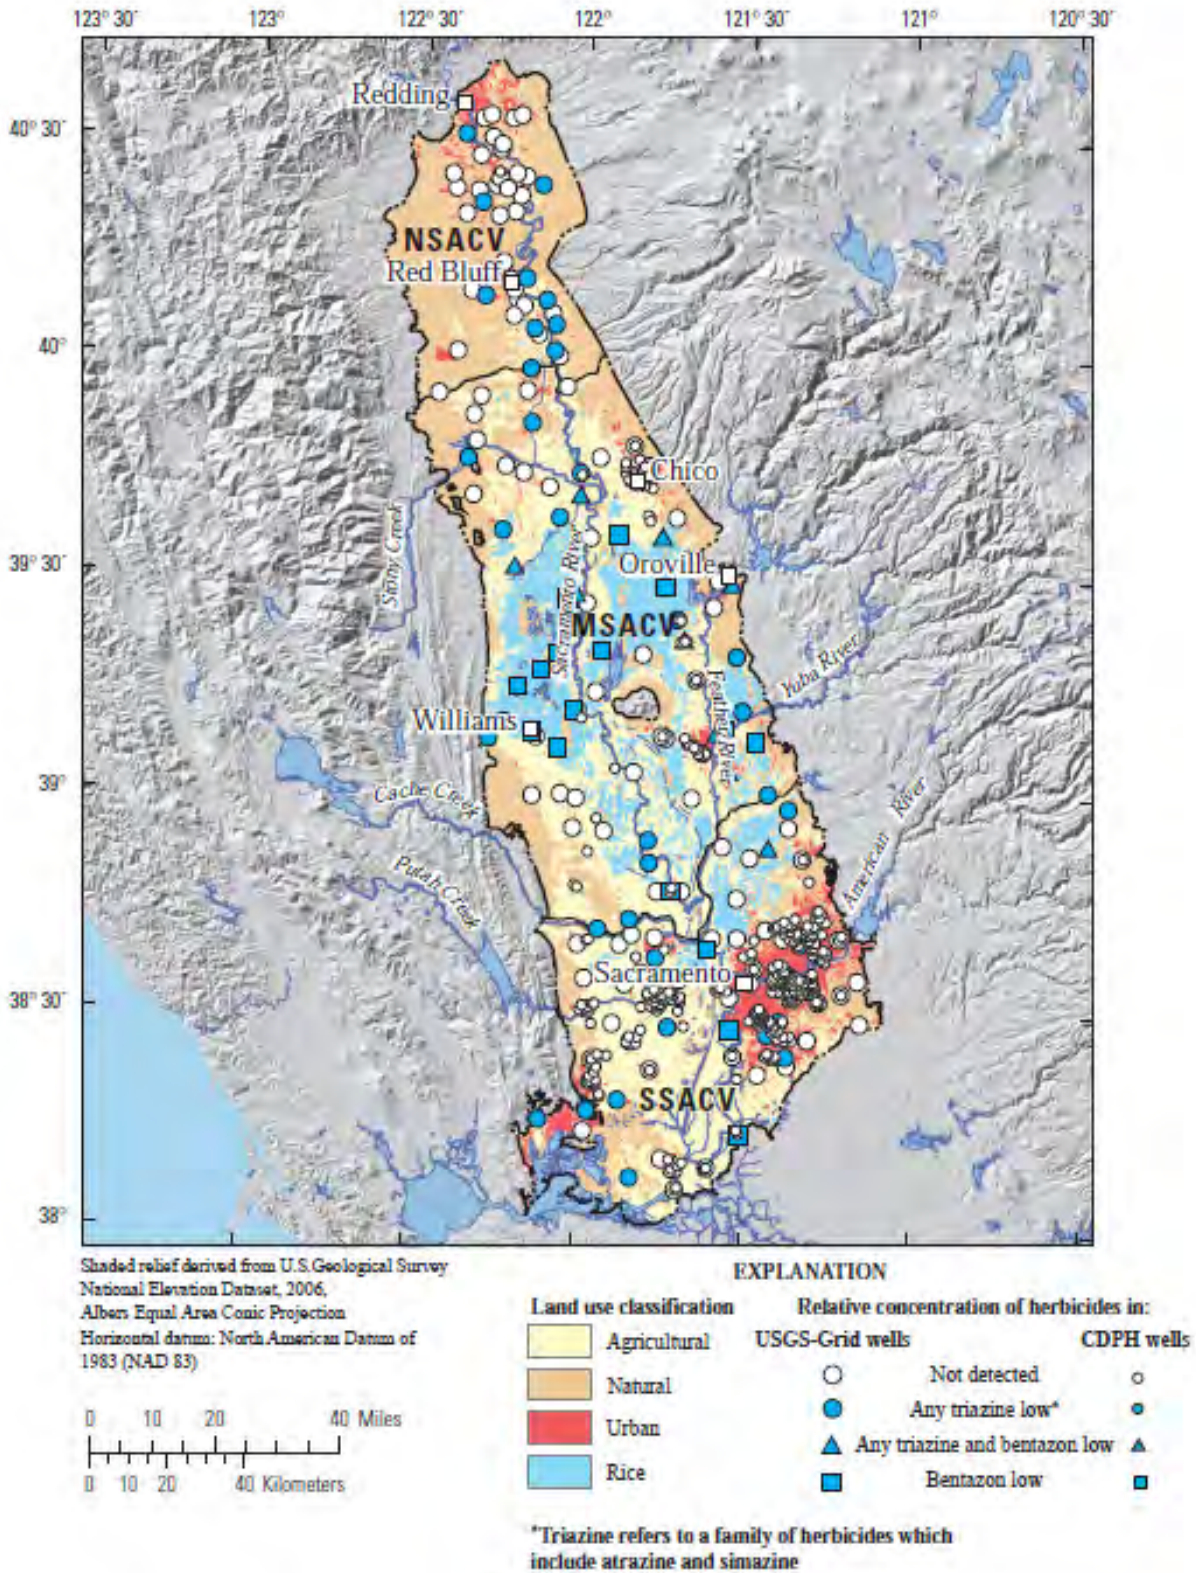 123° 30' 123° 122° 30' 122° 121° 30' 121° 120° 30'
Redding
40° 30'
NSACV
Red Bluff
40°
Chico
Stony Creek
Sacramento River
39° 30'
Oroville
MSACV
Yuba River
Feather River
Williams
39°
Cache Creek
American River
Putah Creek
Sacramento
38° 30'
SSACV
38°
Shaded relief derived from U.S.Geological Survey
National Elevation Dataset, 2006,
Albers Equal Area Conic Projection
Horizontal datum: North American Datum of
1983 (NAD 83)
0 10 20 40 Miles
0 10 20 40 Kilometers
EXPLANATION
Land use classification
Agricultural
Natural
Urban
Rice
Relative concentration of herbicides in:
USGS-Grid wells CDPH wells
Not detected
Any triazine low*
Any triazine and bentazon low
Bentazon low
*Triazine refers to a family of herbicides which
include atrazine and simazine